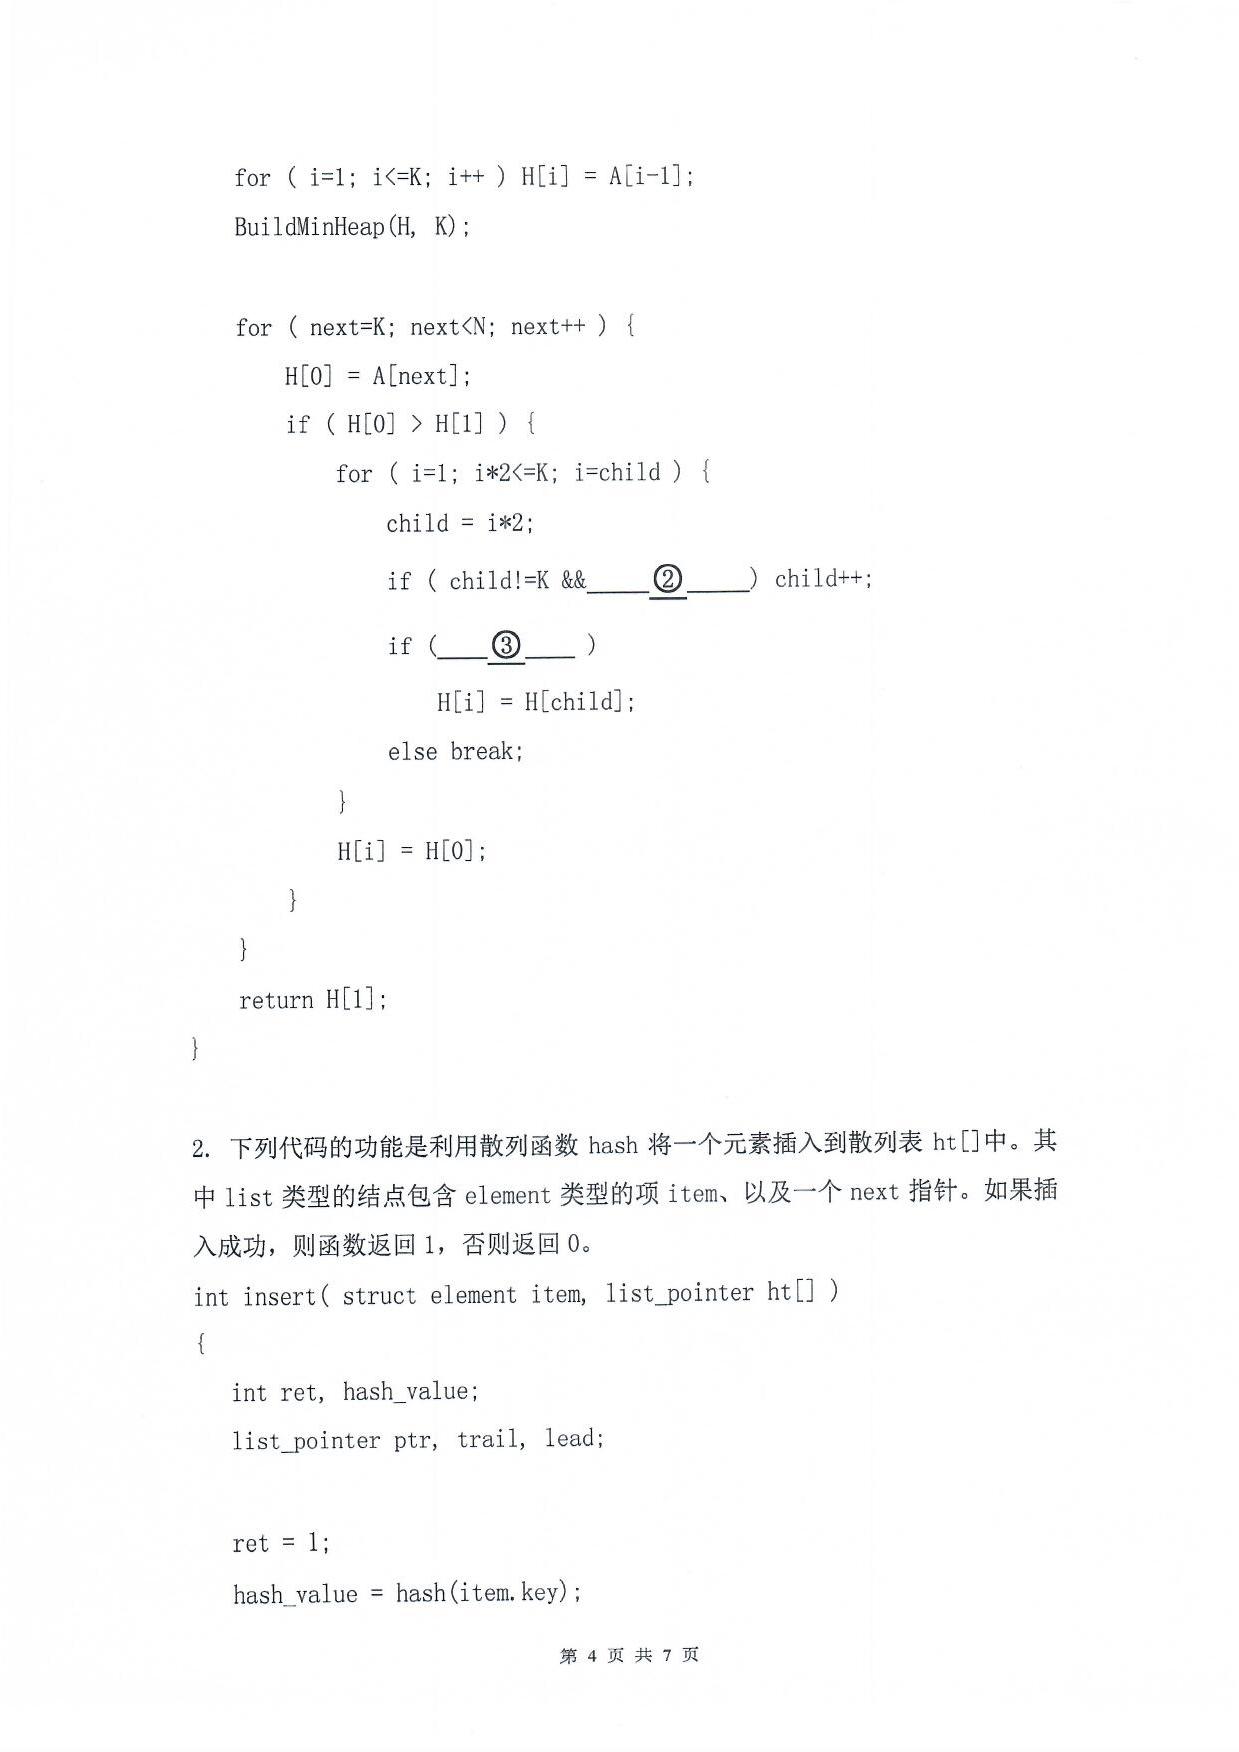 for ( i=1; i<=K; i++ ) H[i] = A[i-1];
BuildMinHeap(H, K);
for ( next=K; next<N; next++ ) {
H[0] = A[next];
if ( H[0] > H[1] ) {
for ( i=1; i*2<=K; i=child ) {
child = i*2;
if ( child!=K &&____②____) child++;
if (____③____ )
H[i] = H[child];
else break;
}
H[i] = H[0];
}
}
return H[1];
}
2. 下列代码的功能是利用散列函数 hash 将一个元素插入到散列表 ht[]中。其
中 list 类型的结点包含 element 类型的项 item、以及一个 next 指针。如果插
入成功，则函数返回 1，否则返回 0。
int insert( struct element item, list_pointer ht[] )
{
int ret, hash_value;
list_pointer ptr, trail, lead;
ret = 1;
hash_value = hash(item.key);
第 4 页 共 7 页